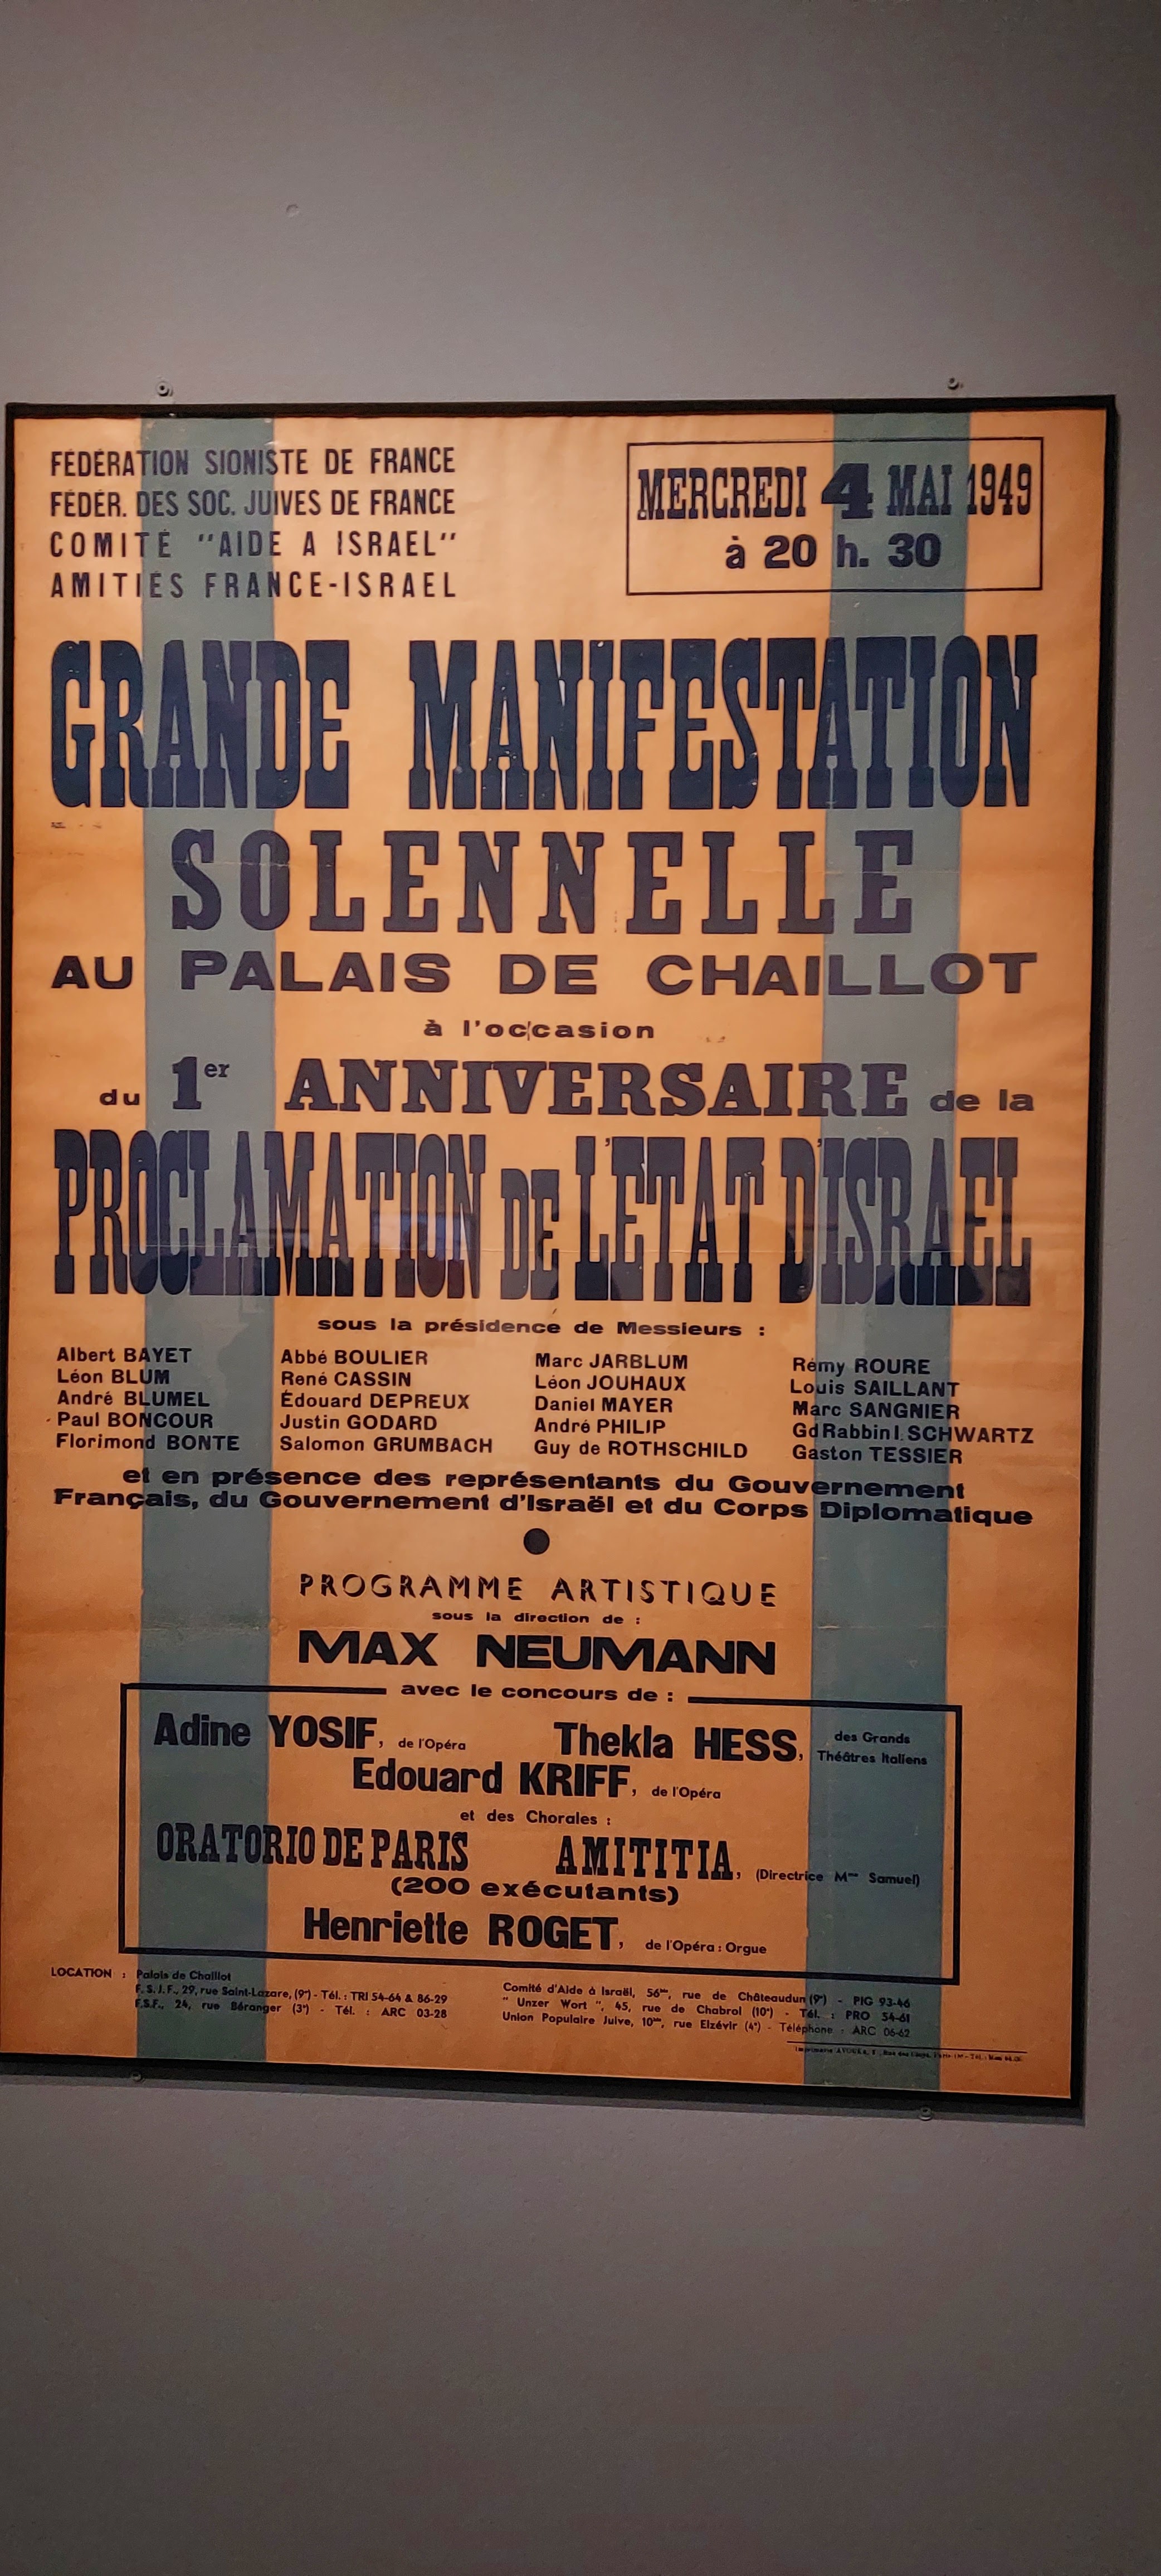 FÉDÉRATION SIONISTE DE FRANCE
FÉDÉR. DES SOC. JUIVES DE FRANCE
COMITÉ "AIDE A ISRAEL"
AMITIÉS FRANCE-ISRAEL
MERCREDI 4 MAI 1949
à 20 h. 30
GRANDE MANIFESTATION
SOLENNELLE
AU PALAIS DE CHAILLOT
à l'occasion
du 1er ANNIVERSAIRE de la
PROCLAMATION DE L'ETAT D'ISRAEL
sous la présidence de Messieurs :
Albert BAYET
Léon BLUM
André BLUMEL
Paul BONCOUR
Florimond BONTE
Abbé BOULIER
René CASSIN
Édouard DEPREUX
Justin GODARD
Salomon GRUMBACH
Marc JARBLUM
Léon JOUHAUX
Daniel MAYER
André PHILIP
Guy de ROTHSCHILD
Rémy ROURE
Louis SAILLANT
Marc SANGNIER
Gd Rabbin I. SCHWARTZ
Gaston TESSIER
et en présence des représentants du Gouvernement
Français, du Gouvernement d'Israël et du Corps Diplomatique
PROGRAMME ARTISTIQUE
sous la direction de :
MAX NEUMANN
avec le concours de :
Adine YOSIF, de l'Opéra
Thekla HESS, des Grands Théâtres Italiens
Edouard KRIFF, de l'Opéra
et des Chorales :
ORATORIO DE PARIS AMITITIA, (Directrice Mme Samuel)
(200 exécutants)
Henriette ROGET, de l'Opéra : Orgue
LOCATION : Palais de Chaillot
F. S. J. F., 29, rue Saint-Lazare, (9e) - Tél. : TRI 54-64 & 86-29
F.S.F., 24, rue Béranger (3e) - Tél. : ARC 03-28
Comité d'Aide à Israël, 56bis, rue de Châteaudun (9e) - PIG 93-46
" Unzer Wort ", 45, rue de Chabrol (10e) - Tél. : PRO 54-61
Union Populaire Juive, 10bis, rue Elzévir (4e) - Téléphone : ARC 06-62